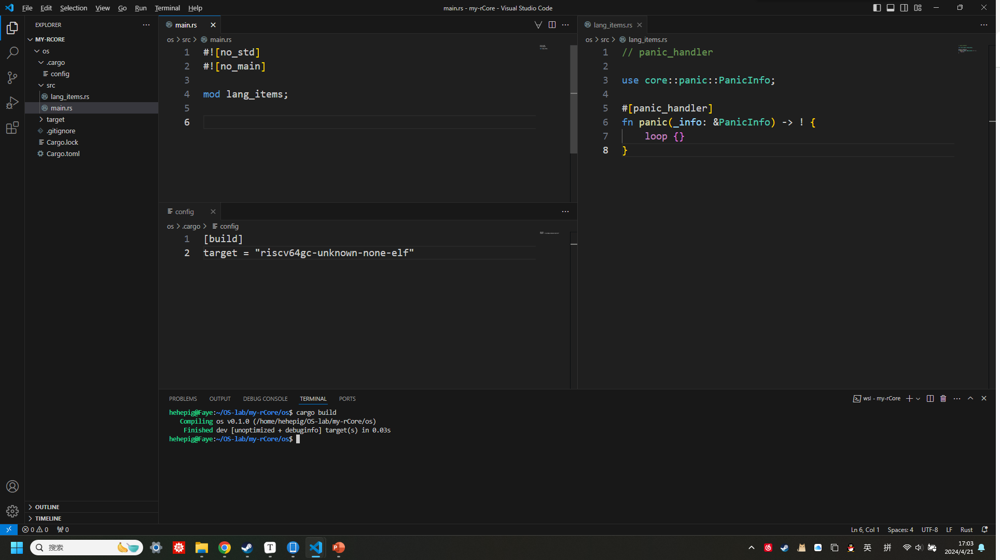 File Edit Selection View Go Run Terminal Help
main.rs - my-rCore - Visual Studio Code
EXPLORER
MY-RCORE
os
.cargo
config
src
lang_items.rs
main.rs
target
.gitignore
Cargo.lock
Cargo.toml
OUTLINE
TIMELINE
main.rs
os > src > main.rs
1 #![no_std]
2 #![no_main]
3
4 mod lang_items;
5
6
config
os > .cargo > config
1 [build]
2 target = "riscv64gc-unknown-none-elf"
lang_items.rs
os > src > lang_items.rs
1 // panic_handler
2
3 use core::panic::PanicInfo;
4
5 #[panic_handler]
6 fn panic(_info: &PanicInfo) -> ! {
7     loop {}
8 }
PROBLEMS OUTPUT DEBUG CONSOLE TERMINAL PORTS
wsl - my-rCore
hehepig@Faye:~/OS-lab/my-rCore/os$ cargo build
Compiling os v0.1.0 (/home/hehepig/OS-lab/my-rCore/os)
Finished dev [unoptimized + debuginfo] target(s) in 0.03s
hehepig@Faye:~/OS-lab/my-rCore/os$
0 0 0
Ln 6, Col 1 Spaces: 4 UTF-8 LF Rust
搜索
T
P
英 拼
17:03
2024/4/21